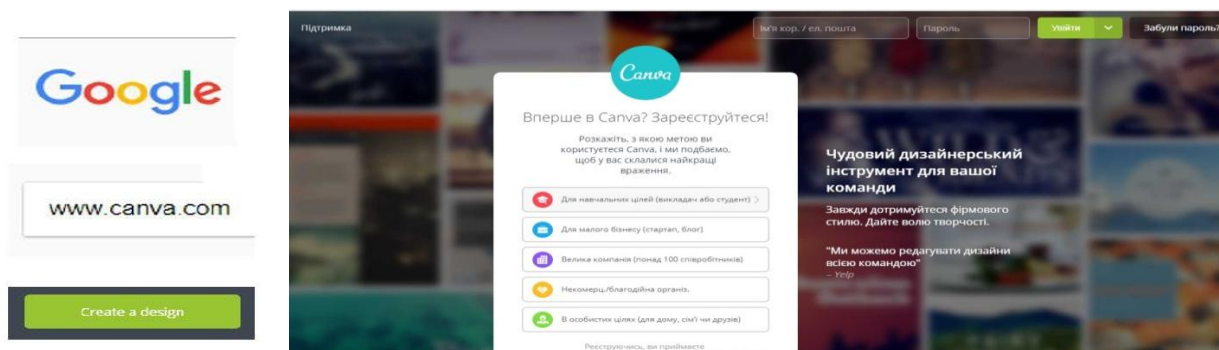 Google
www.canva.com
Create a design
Підтримка
Ім'я кор. / ел. пошта
Пароль
Увійти
Забули пароль?
Canva
Вперше в Canva? Зареєструйтеся!
Розкажіть, з якою метою ви
користуєтеся Canva, і ми подбаємо,
щоб у вас склалися найкращі
враження.
Для навчальних цілей (викладач або студент)
Для малого бізнесу (стартап, блог)
Велика компанія (понад 100 співробітників)
Некомерц./благодійна організ.
В особистих цілях (для дому, сім'ї чи друзів)
Реєструючись, ви приймаєте
Чудовий дизайнерський
інструмент для вашої
команди
Завжди дотримуйтеся фірмового
стилю. Дайте волю творчості.
"Ми можемо редагувати дизайни
всією командою"
– Yelp